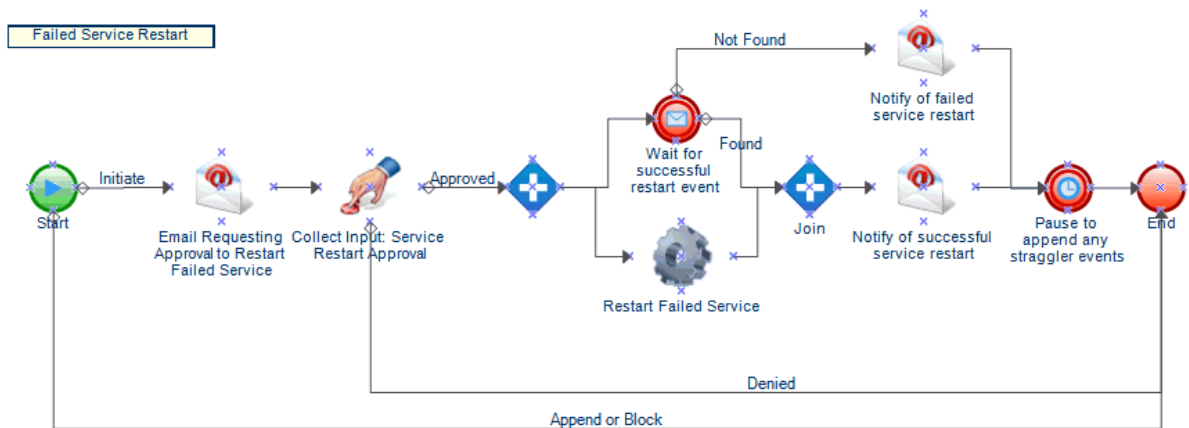 Failed Service Restart
Not Found
Notify of failed
service restart
Found
Wait for
successful
restart event
Initiate
Approved
Start
Email Requesting
Approval to Restart
Failed Service
Collect Input: Service
Restart Approval
Join
Notify of successful
service restart
Pause to
append any
straggler events
End
Restart Failed Service
Denied
Append or Block